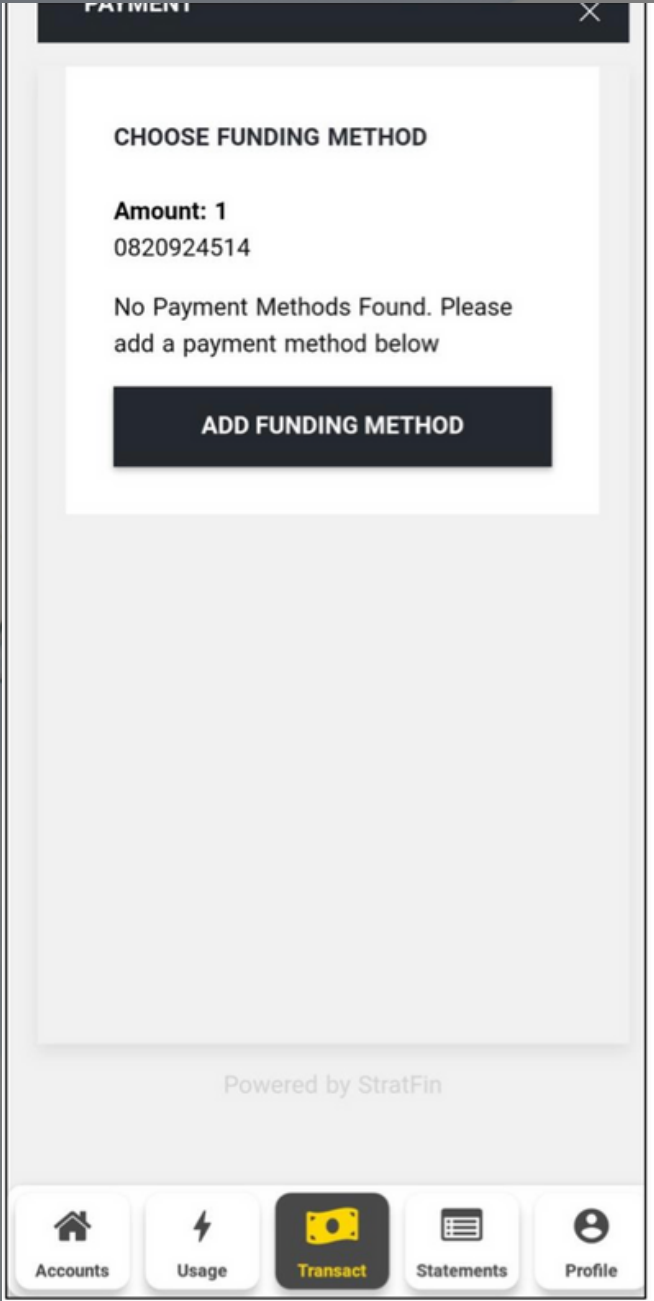 PAYMENT
CHOOSE FUNDING METHOD
Amount: 1
0820924514
No Payment Methods Found. Please
add a payment method below
ADD FUNDING METHOD
Powered by StratFin
Accounts
Usage
Transact
Statements
Profile